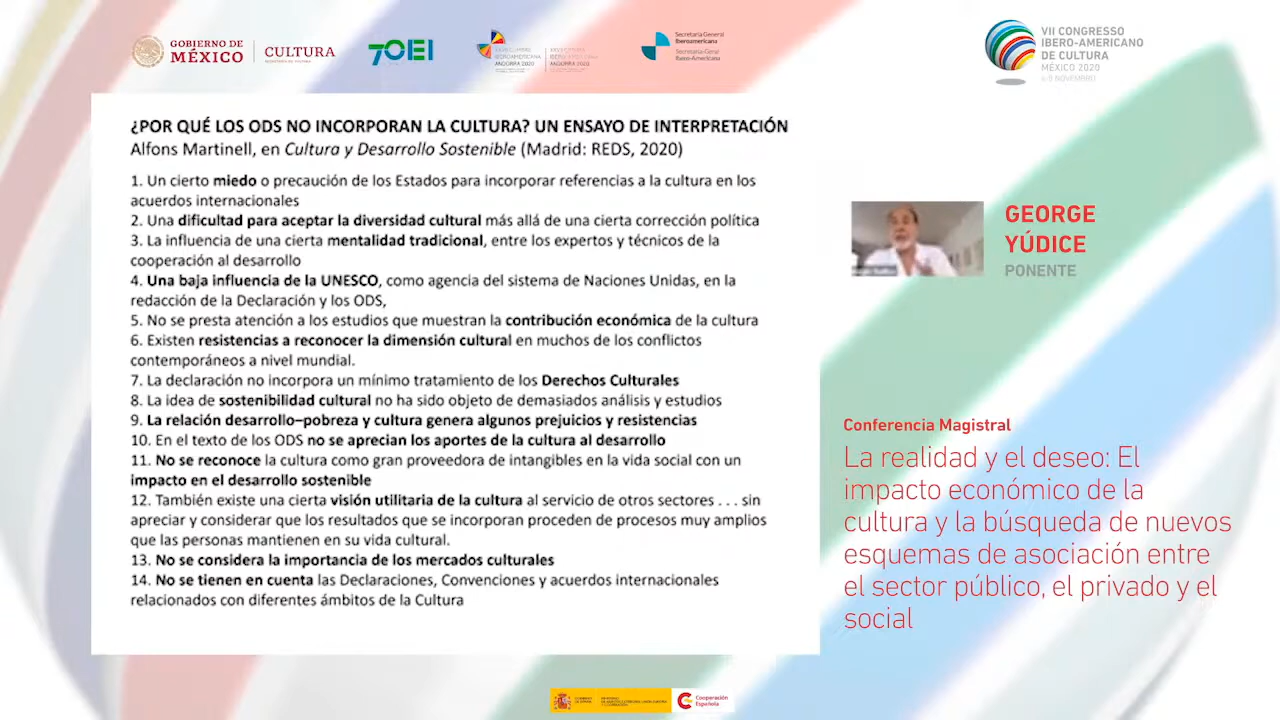 GOBIERNO DE
MÉXICO
CULTURA
70EI
ANDORRA 2020
Secretaría General
Iberoamericana
Secretaria-Geral
Ibero-Americana
VII CONGRESSO
IBERO-AMERICANO
DE CULTURA
MÉXICO 2020
NOVEMBRO
¿POR QUÉ LOS ODS NO INCORPORAN LA CULTURA? UN ENSAYO DE INTERPRETACIÓN
Alfons Martinell, en Cultura y Desarrollo Sostenible (Madrid: REDS, 2020)
1. Un cierto miedo o precaución de los Estados para incorporar referencias a la cultura en los
acuerdos internacionales
2. Una dificultad para aceptar la diversidad cultural más allá de una cierta corrección política
3. La influencia de una cierta mentalidad tradicional, entre los expertos y técnicos de la
cooperación al desarrollo
4. Una baja influencia de la UNESCO, como agencia del sistema de Naciones Unidas, en la
redacción de la Declaración y los ODS,
5. No se presta atención a los estudios que muestran la contribución económica de la cultura
6. Existen resistencias a reconocer la dimensión cultural en muchos de los conflictos
contemporáneos a nivel mundial.
7. La declaración no incorpora un mínimo tratamiento de los Derechos Culturales
8. La idea de sostenibilidad cultural no ha sido objeto de demasiados análisis y estudios
9. La relación desarrollo–pobreza y cultura genera algunos prejuicios y resistencias
10. En el texto de los ODS no se aprecian los aportes de la cultura al desarrollo
11. No se reconoce la cultura como gran proveedora de intangibles en la vida social con un
impacto en el desarrollo sostenible
12. También existe una cierta visión utilitaria de la cultura al servicio de otros sectores . . . sin
apreciar y considerar que los resultados que se incorporan proceden de procesos muy amplios
que las personas mantienen en su vida cultural.
13. No se considera la importancia de los mercados culturales
14. No se tienen en cuenta las Declaraciones, Convenciones y acuerdos internacionales
relacionados con diferentes ámbitos de la Cultura
GEORGE
YÚDICE
PONENTE
Conferencia Magistral
La realidad y el deseo: El
impacto económico de la
cultura y la búsqueda de nuevos
esquemas de asociación entre
el sector público, el privado y el
social
Cooperación
Española